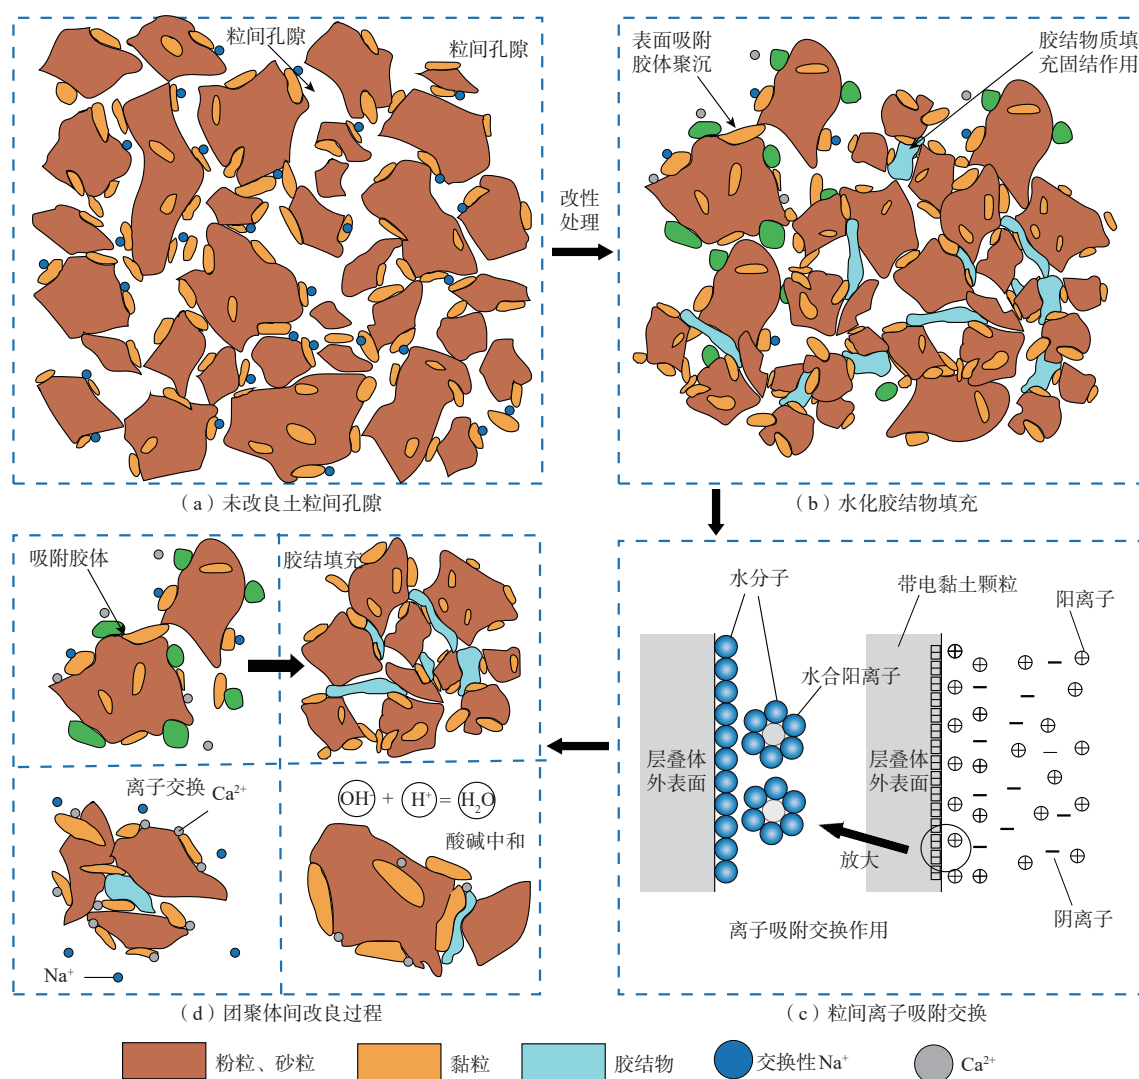 粒间孔隙
粒间孔隙
（a）未改良土粒间孔隙
改性
处理
表面吸附
胶体聚沉
胶结物质填
充固结作用
（b）水化胶结物填充
吸附胶体
胶结填充
离子交换
Ca²⁺
Na⁺
OH⁻ + H⁺ = H₂O
酸碱中和
（d）团聚体间改良过程
水分子
带电黏土颗粒
阳离子
水合阳离子
层叠体
外表面
层叠体
外表面
放大
阴离子
离子吸附交换作用
（c）粒间离子吸附交换
粉粒、砂粒
黏粒
胶结物
交换性Na⁺
Ca²⁺